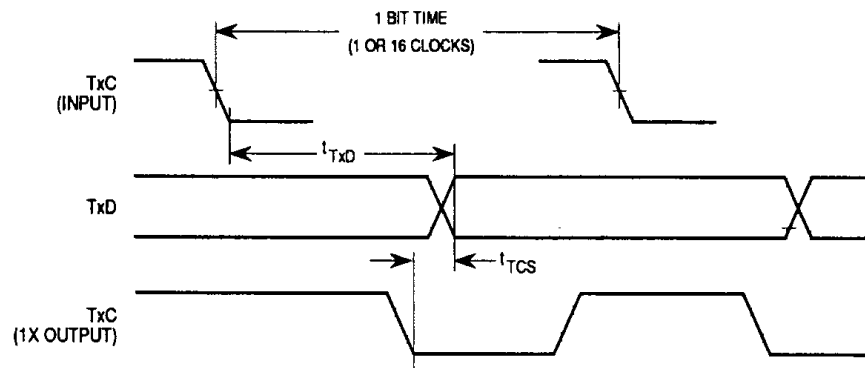 1 BIT TIME
(1 OR 16 CLOCKS)
TxC
(INPUT)
tTxD
TxD
tTCS
TxC
(1X OUTPUT)